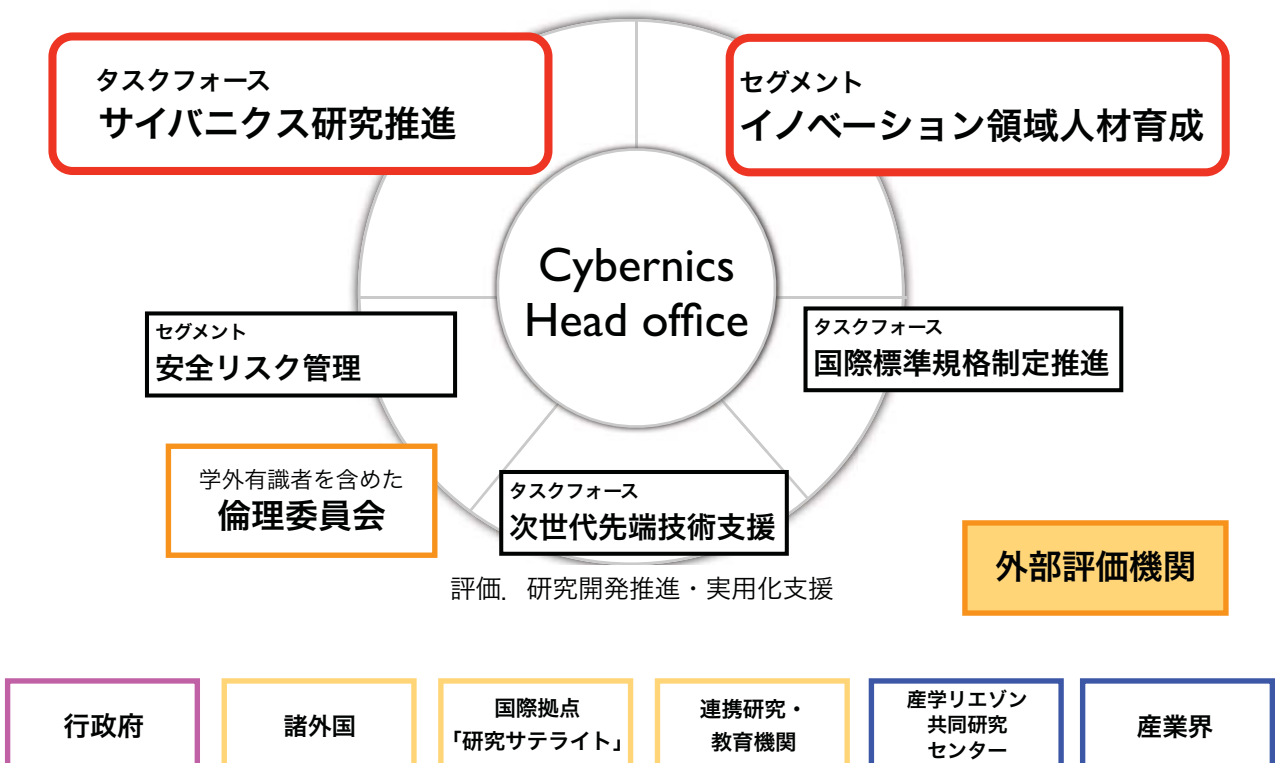 タスクフォース
サイバニクス研究推進
セグメント
イノベーション領域人材育成
Cybernics
Head office
セグメント
安全リスク管理
タスクフォース
国際標準規格制定推進
学外有識者を含めた
倫理委員会
タスクフォース
次世代先端技術支援
評価．研究開発推進・実用化支援
外部評価機関
行政府
諸外国
国際拠点
「研究サテライト」
連携研究・
教育機関
産学リエゾン
共同研究
センター
産業界